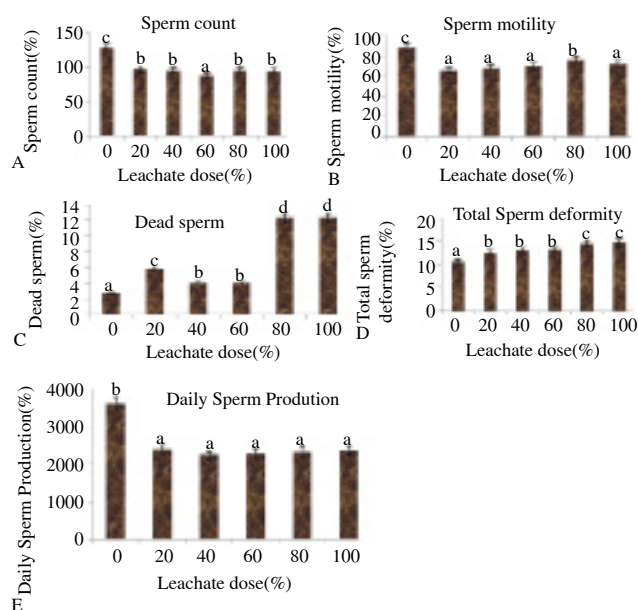 Sperm count
c
b
b
a
b
b
150
100
50
0
Sperm count(%)
0 20 40 60 80 100
Leachate dose(%)
A
Sperm motility
c
a
a
a
b
a
100
80
60
40
20
0
Sperm motility(%)
0 20 40 60 80 100
Leachate dose(%)
B
Dead sperm
a
c
b
b
d
d
14
12
10
8
6
4
2
0
Dead sperm(%)
0 20 40 60 80 100
Leachate dose(%)
C
Total Sperm deformity
a
b
b
b
c
c
20
15
10
5
0
Total sperm
deformity(%)
0 20 40 60 80 100
Leachate dose(%)
D
Daily Sperm Prodution
b
a
a
a
a
a
4000
3000
2000
1000
0
Daily Sperm Production(%)
0 20 40 60 80 100
Leachate dose(%)
E